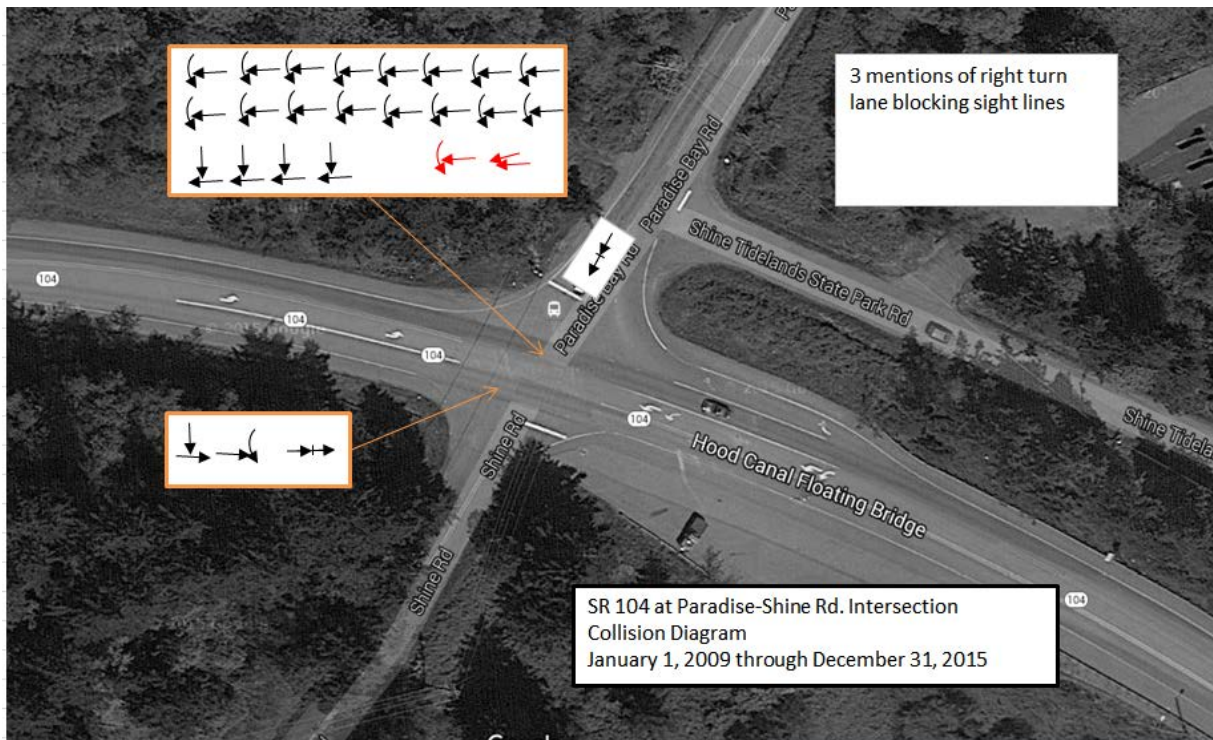 3 mentions of right turn
lane blocking sight lines
Paradise Bay Rd
Shine Tidelands State Park Rd
104
104
104
Paradise Bay Rd
104
Shine Rd
Hood Canal Floating Bridge
Shine
Shine Rd
104
SR 104 at Paradise-Shine Rd. Intersection
Collision Diagram
January 1, 2009 through December 31, 2015